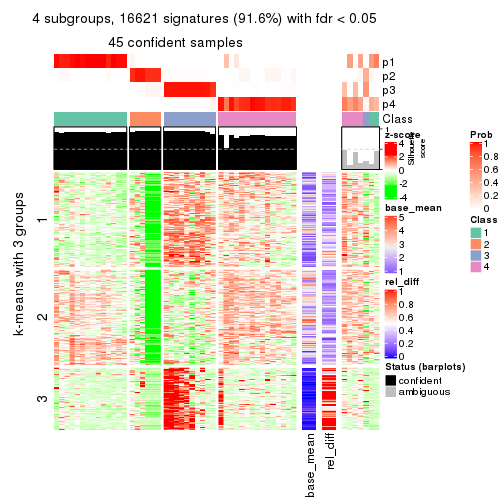 4 subgroups, 16621 signatures (91.6%) with fdr < 0.05
45 confident samples
p1
p2
p3
p4
Class
1
Silhouette
score
k-means with 3 groups
1
2
3
base_mean
rel_diff
z-score
4
2
0
-2
-4
base_mean
5
4
3
2
1
rel_diff
1
0.8
0.6
0.4
0.2
0
Status (barplots)
confident
ambiguous
Prob
1
0.8
0.6
0.4
0.2
0
Class
1
2
3
4